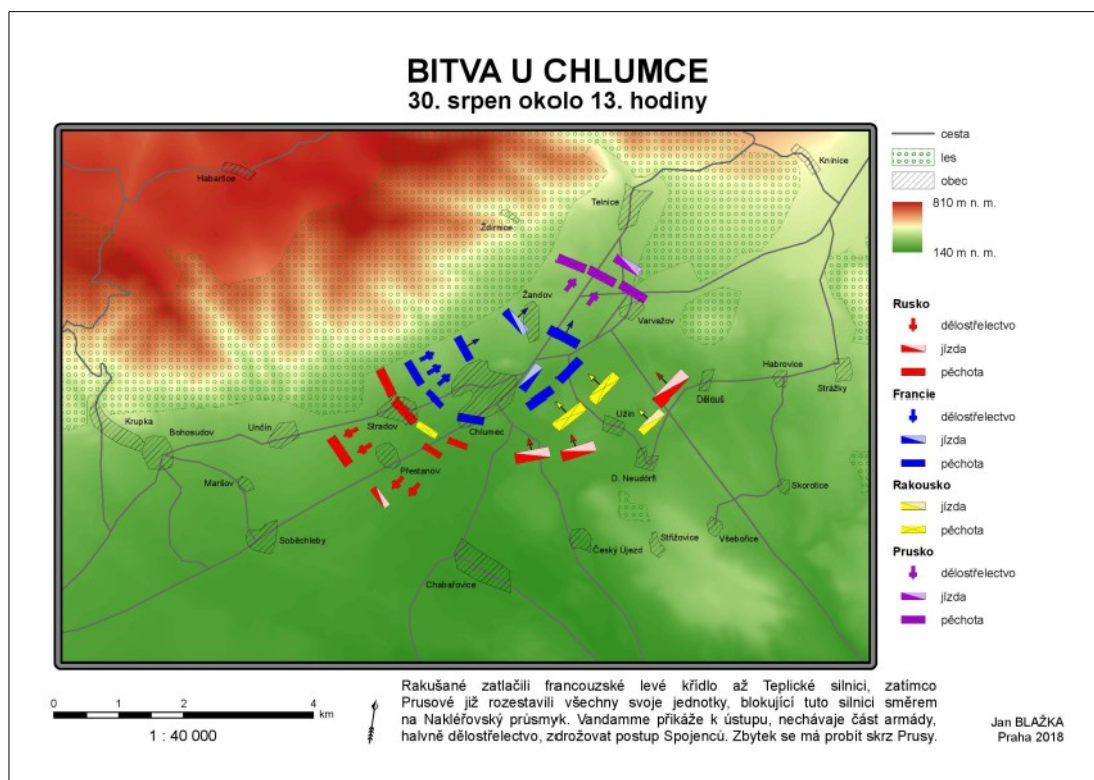 BITVA U CHLUMCE
30. srpen okolo 13. hodiny
Habartice
Knínice
Telnice
Ždírnice
Žandov
Varvažov
Habrovice
Strážky
Dělouš
Krupka
Bohosudov
Unčín
Stradov
Chlumec
Užín
Přestanov
D. Neudörfl
Maršov
Skorotice
Soběchleby
Český Újezd
Střížovice
Všebořice
Chabařovice
cesta
les
obec
810 m n. m.
140 m n. m.
Rusko
dělostřelectvo
jízda
pěchota
Francie
dělostřelectvo
jízda
pěchota
Rakousko
jízda
pěchota
Prusko
dělostřelectvo
jízda
pěchota
0 1 2 4
km
1 : 40 000
Rakušané zatlačili francouzské levé křídlo až Teplické silnici, zatímco
Prusové již rozestavili všechny svoje jednotky, blokující tuto silnici směrem
na Nakléřovský průsmyk. Vandamme přikáže k ústupu, nechávaje část armády,
halvně dělostřelectvo, zdrožovat postup Spojenců. Zbytek se má probít skrz Prusy.
Jan BLAŽKA
Praha 2018